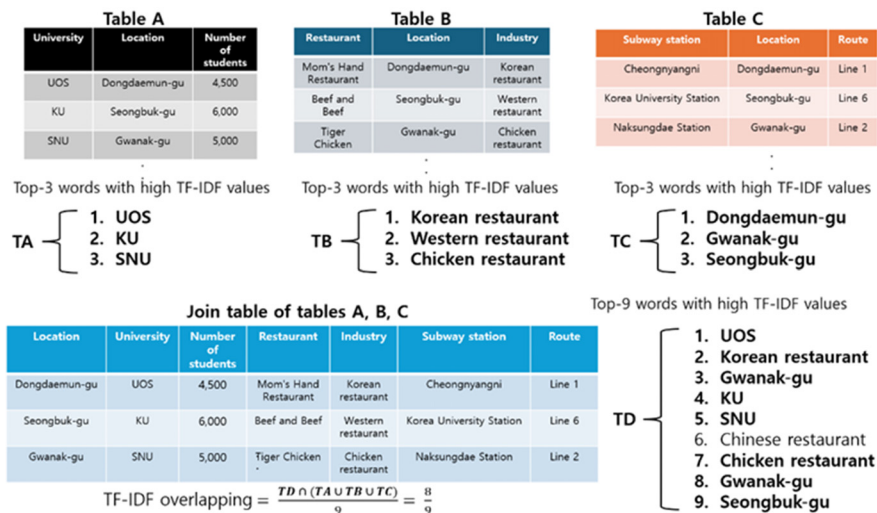 Table A
University Location Number of students
UOS Dongdaemun-gu 4,500
KU Seongbuk-gu 6,000
SNU Gwanak-gu 5,000
⋮
Top-3 words with high TF-IDF values
TA
1. UOS
2. KU
3. SNU
Table B
Restaurant Location Industry
Mom's Hand Restaurant Dongdaemun-gu Korean restaurant
Beef and Beef Seongbuk-gu Western restaurant
Tiger Chicken Gwanak-gu Chicken restaurant
⋮
Top-3 words with high TF-IDF values
TB
1. Korean restaurant
2. Western restaurant
3. Chicken restaurant
Table C
Subway station Location Route
Cheongnyangni Dongdaemun-gu Line 1
Korea University Station Seongbuk-gu Line 6
Naksungdae Station Gwanak-gu Line 2
⋮
Top-3 words with high TF-IDF values
TC
1. Dongdaemun-gu
2. Gwanak-gu
3. Seongbuk-gu
Join table of tables A, B, C
Location University Number of students Restaurant Industry Subway station Route
Dongdaemun-gu UOS 4,500 Mom's Hand Restaurant Korean restaurant Cheongnyangni Line 1
Seongbuk-gu KU 6,000 Beef and Beef Western restaurant Korea University Station Line 6
Gwanak-gu SNU 5,000 Tiger Chicken Chicken restaurant Naksungdae Station Line 2
TF-IDF overlapping = TD ∩ (TA ∪ TB ∪ TC) / 9 = 8 / 9
Top-9 words with high TF-IDF values
TD
1. UOS
2. Korean restaurant
3. Gwanak-gu
4. KU
5. SNU
6. Chinese restaurant
7. Chicken restaurant
8. Gwanak-gu
9. Seongbuk-gu